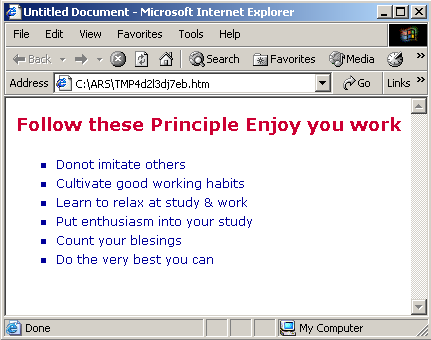 Untitled Document - Microsoft Internet Explorer
File Edit View Favorites Tools Help
Back Search Favorites Media »
Address C:\ARS\TMP4d2l3dj7eb.htm Go Links »
Follow these Principle Enjoy you work
Donot imitate others
Cultivate good working habits
Learn to relax at study & work
Put enthusiasm into your study
Count your blesings
Do the very best you can
Done My Computer